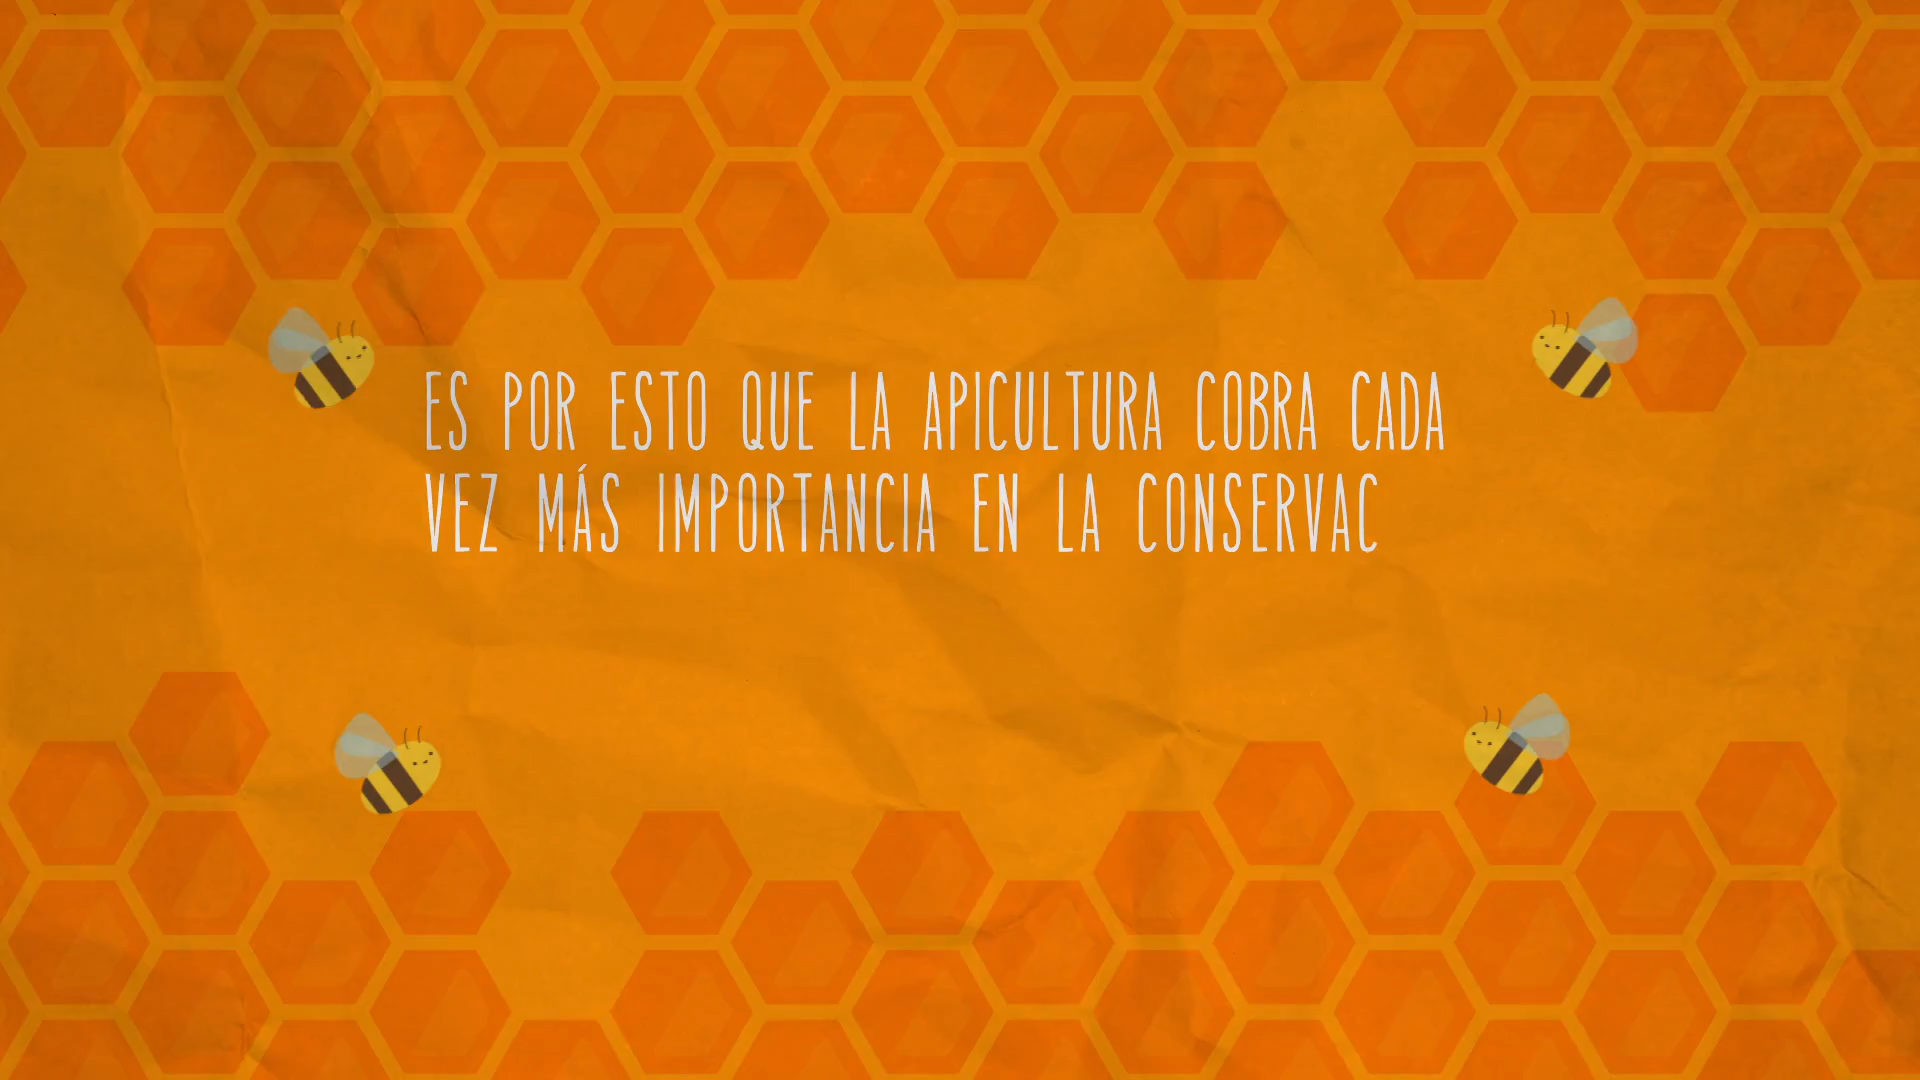 ES POR ESTO QUE LA APICULTURA COBRA CADA
VEZ MÁS IMPORTANCIA EN LA CONSERVAC